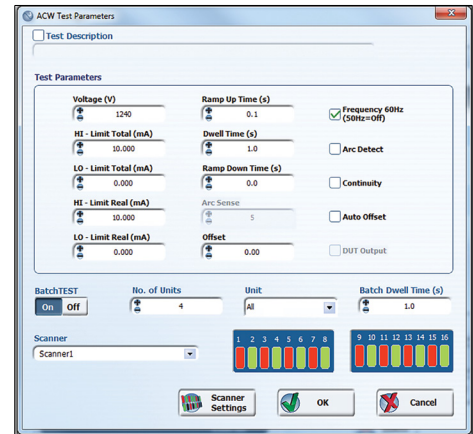 ACW Test Parameters
Test Description
Test Parameters
Voltage (V)
1240
Ramp Up Time (s)
0.1
Frequency 60Hz
(50Hz=Off)
HI - Limit Total (mA)
10.000
Dwell Time (s)
1.0
Arc Detect
LO - Limit Total (mA)
0.000
Ramp Down Time (s)
0.0
Continuity
HI - Limit Real (mA)
10.000
Arc Sense
5
Auto Offset
LO - Limit Real (mA)
0.000
Offset
0.00
DUT Output
BatchTEST
On Off
No. of Units
4
Unit
All
Batch Dwell Time (s)
1.0
Scanner
Scanner1
1 2 3 4 5 6 7 8
9 10 11 12 13 14 15 16
Scanner
Settings
OK
Cancel